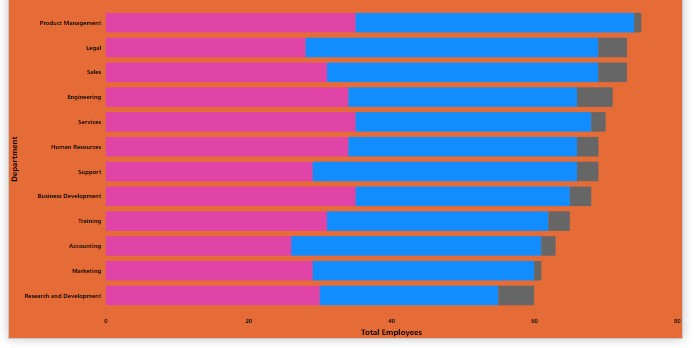 Product Management
Legal
Sales
Engineering
Services
Human Resources
Support
Business Development
Training
Accounting
Marketing
Research and Development
Department
0 20 40 60 80
Total Employees